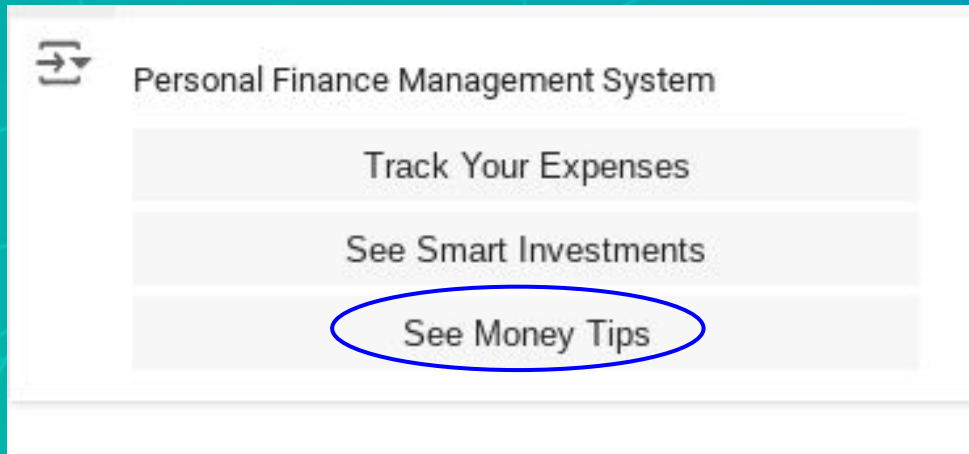 Personal Finance Management System
Track Your Expenses
See Smart Investments
See Money Tips